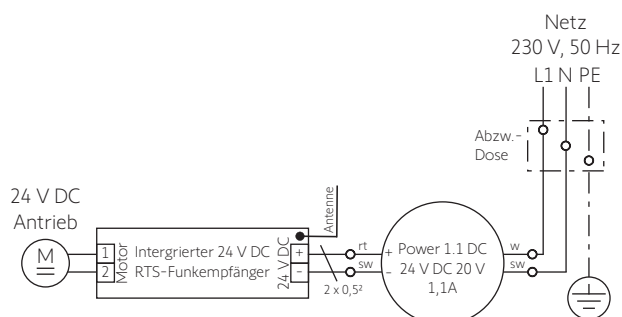 Netz
230 V, 50 Hz
L1 N PE
Abzw.-
Dose
24 V DC
Antrieb
M
1
2
Motor
Intergrierter 24 V DC
RTS-Funkempfänger
24 V DC
+
-
Antenne
2 x 0,5²
rt
sw
+
-
Power 1.1 DC
24 V DC 20 V
1,1A
w
sw